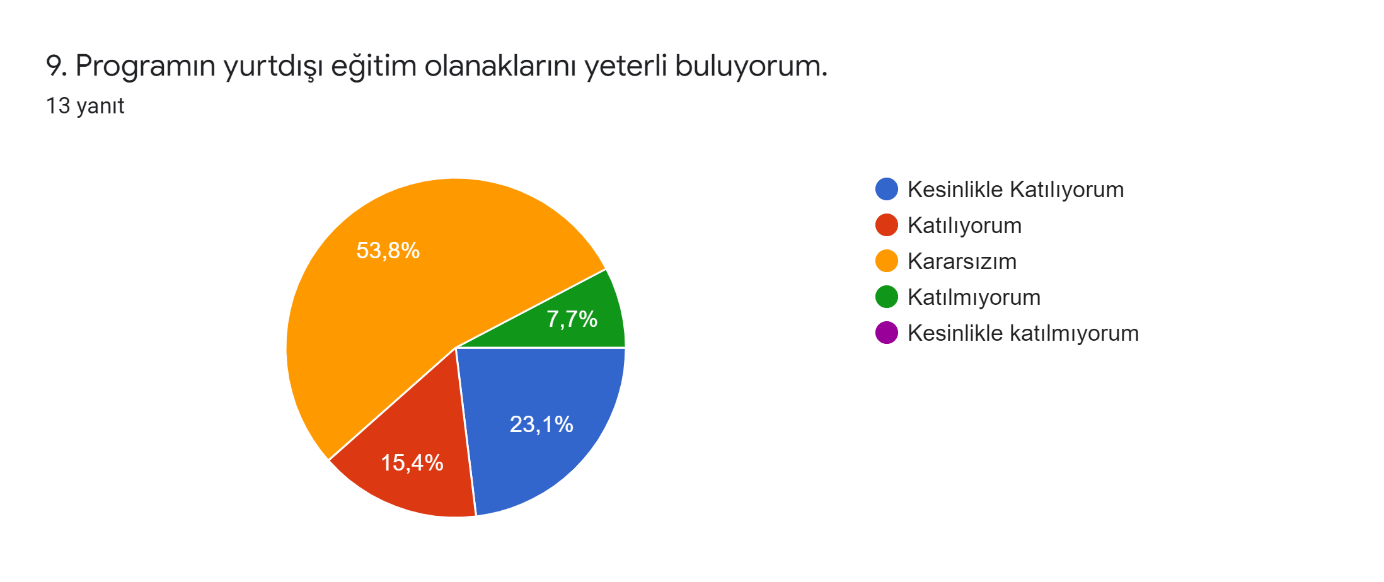 9. Programın yurtdışı eğitim olanaklarını yeterli buluyorum.
13 yanıt
53,8%
7,7%
23,1%
15,4%
Kesinlikle Katılıyorum
Katılıyorum
Kararsızım
Katılmıyorum
Kesinlikle katılmıyorum